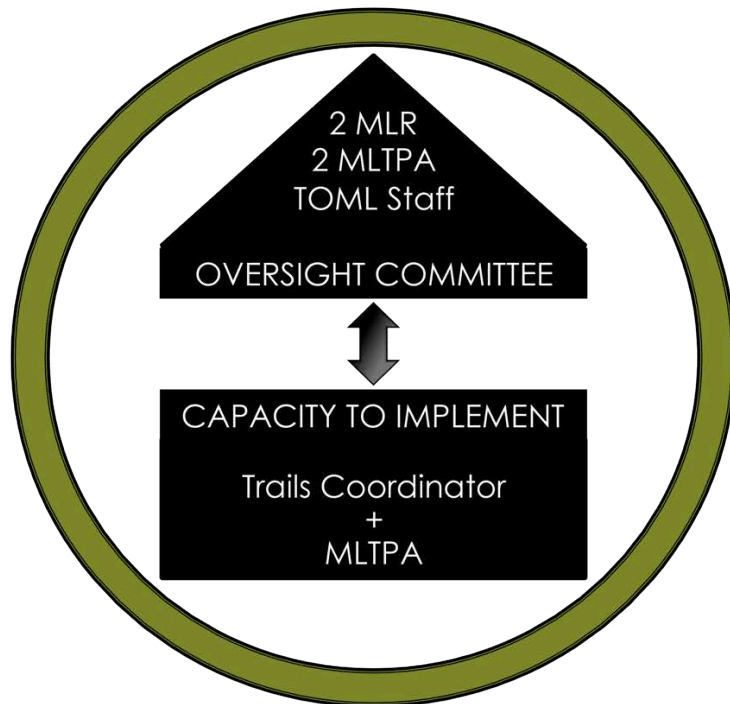 2 MLR
2 MLTPA
TOML Staff
OVERSIGHT COMMITTEE
CAPACITY TO IMPLEMENT
Trails Coordinator
+
MLTPA